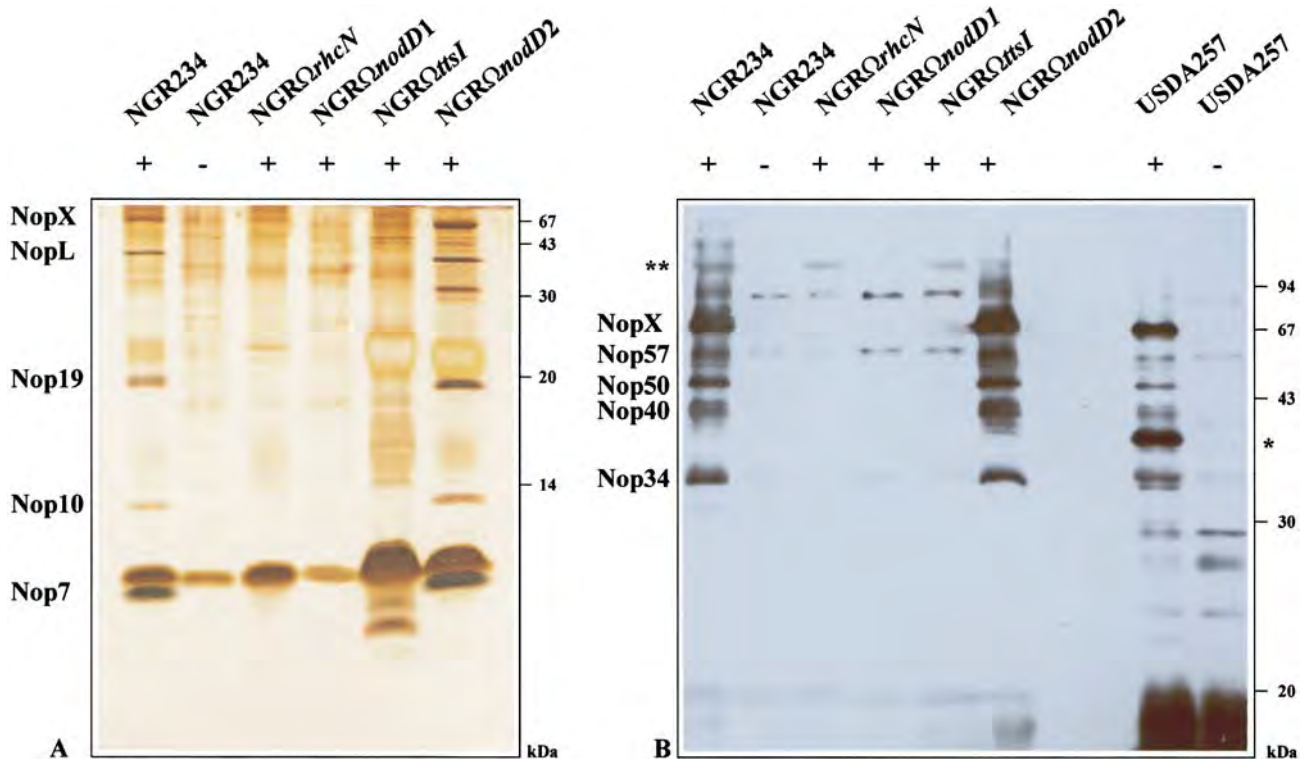 NGR234 NGR234 NGRΩrhcN NGRΩnodD1 NGRΩttsI NGRΩnodD2
+ - + + + +
NopX
NopL
Nop19
Nop10
Nop7
67
43
30
20
14
kDa
A
NGR234 NGR234 NGRΩrhcN NGRΩnodD1 NGRΩttsI NGRΩnodD2 USDA257 USDA257
+ - + + + + + -
**
NopX
Nop57
Nop50
Nop40
Nop34
94
67
43
*
30
20
kDa
B